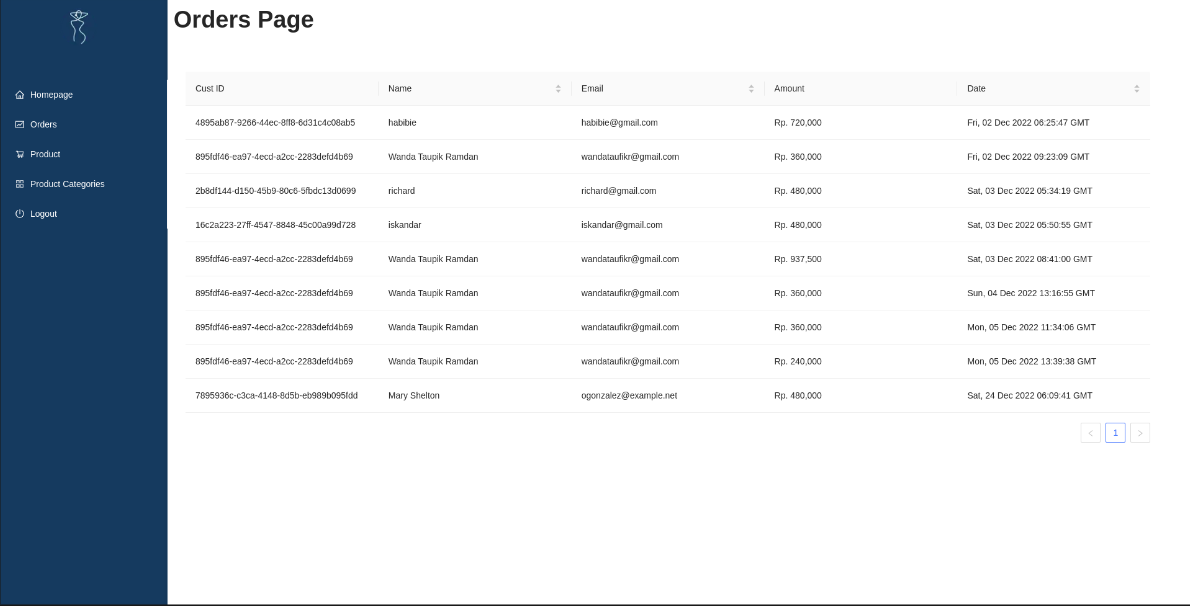 Orders Page
Homepage
Orders
Product
Product Categories
Logout
Cust ID Name Email Amount Date
4895ab87-9266-44ec-8ff8-6d31c4c08ab5 habibie habibie@gmail.com Rp. 720,000 Fri, 02 Dec 2022 06:25:47 GMT
895fdf46-ea97-4ecd-a2cc-2283defd4b69 Wanda Taupik Ramdan wandataufikr@gmail.com Rp. 360,000 Fri, 02 Dec 2022 09:23:09 GMT
2b8df144-d150-45b9-80c6-5fbdc13d0699 richard richard@gmail.com Rp. 480,000 Sat, 03 Dec 2022 05:34:19 GMT
16c2a223-27ff-4547-8848-45c00a99d728 iskandar iskandar@gmail.com Rp. 480,000 Sat, 03 Dec 2022 05:50:55 GMT
895fdf46-ea97-4ecd-a2cc-2283defd4b69 Wanda Taupik Ramdan wandataufikr@gmail.com Rp. 937,500 Sat, 03 Dec 2022 08:41:00 GMT
895fdf46-ea97-4ecd-a2cc-2283defd4b69 Wanda Taupik Ramdan wandataufikr@gmail.com Rp. 360,000 Sun, 04 Dec 2022 13:16:55 GMT
895fdf46-ea97-4ecd-a2cc-2283defd4b69 Wanda Taupik Ramdan wandataufikr@gmail.com Rp. 360,000 Mon, 05 Dec 2022 11:34:06 GMT
895fdf46-ea97-4ecd-a2cc-2283defd4b69 Wanda Taupik Ramdan wandataufikr@gmail.com Rp. 240,000 Mon, 05 Dec 2022 13:39:38 GMT
7895936c-c3ca-4148-8d5b-eb989b095fdd Mary Shelton ogonzalez@example.net Rp. 480,000 Sat, 24 Dec 2022 06:09:41 GMT
1